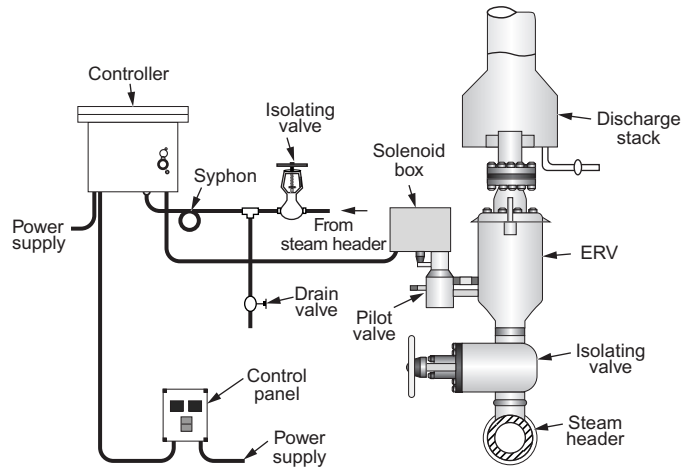 Controller
Isolating
valve
Discharge
stack
Solenoid
box
Syphon
Power
supply
From
steam header
ERV
Drain
valve
Pilot
valve
Isolating
valve
Control
panel
Steam
header
Power
supply